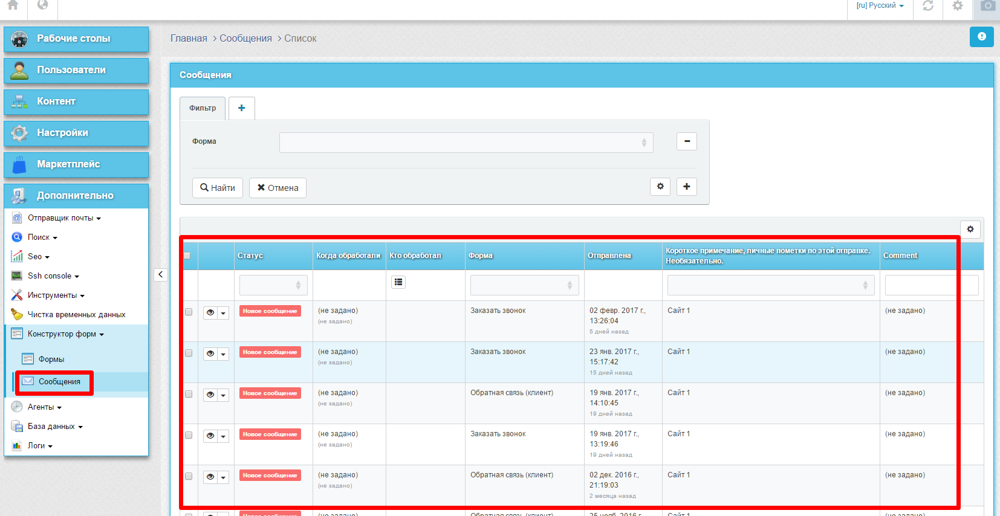 [ru] Русский
Рабочие столы
Пользователи
Контент
Настройки
Маркетплейс
Дополнительно
Отправщик почты
Поиск
Seo
Ssh console
Инструменты
Чистка временных данных
Конструктор форм
Формы
Сообщения
Агенты
База данных
Логи
Главная > Сообщения > Список
Сообщения
Фильтр
Форма
Найти Отмена
Статус Когда обработали Кто обработал Форма Отправлена Короткое примечание, личные пометки по этой отправке. Comment
Необязательно.
Новое сообщение (не задано) Заказать звонок 02 февр. 2017 г., Сайт 1 (не задано)
(не задано) 13:26:04
5 дней назад
Новое сообщение (не задано) Заказать звонок 23 янв. 2017 г., Сайт 1 (не задано)
(не задано) 15:17:42
15 дней назад
Новое сообщение (не задано) Обратная связь (клиент) 19 янв. 2017 г., Сайт 1 (не задано)
(не задано) 14:10:45
19 дней назад
Новое сообщение (не задано) Заказать звонок 19 янв. 2017 г., Сайт 1 (не задано)
(не задано) 13:19:46
19 дней назад
Новое сообщение (не задано) Обратная связь (клиент) 02 дек. 2016 г., Сайт 1 (не задано)
(не задано) 21:19:03
2 месяца назад
Новое сообщение (не задано) Обратная связь (клиент) 25 нояб. 2016 г., Сайт 1 (не задано)